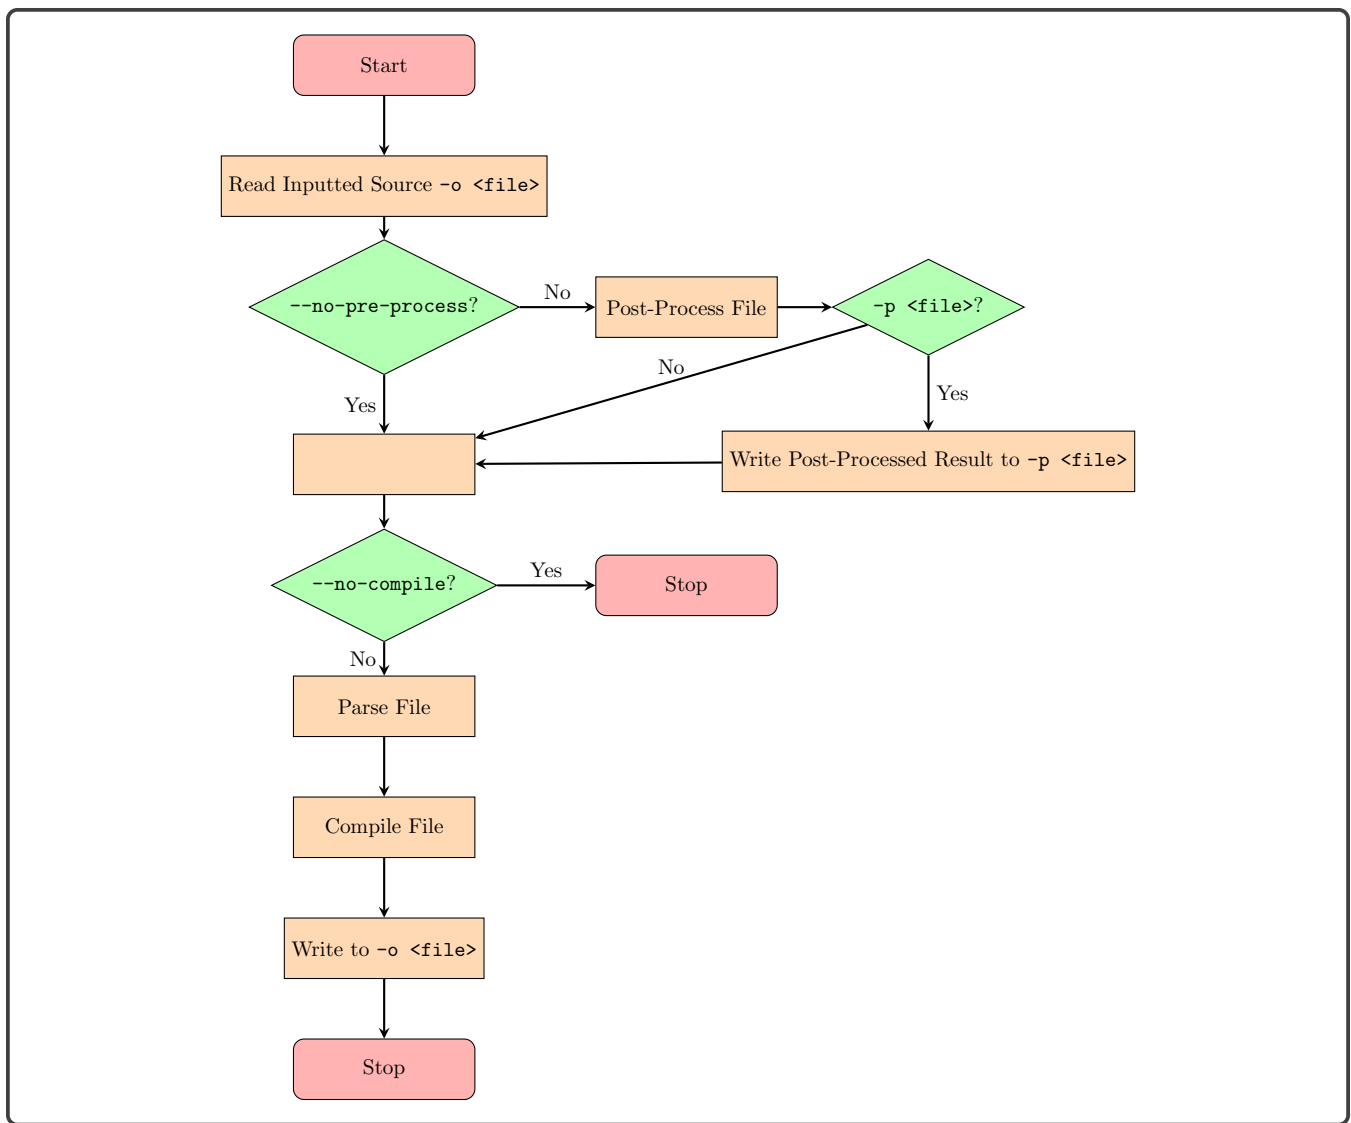 Start
Read Inputted Source -o <file>
--no-pre-process?
No
Post-Process File
-p <file>?
No
Yes
Yes
Write Post-Processed Result to -p <file>
--no-compile?
Yes
Stop
No
Parse File
Compile File
Write to -o <file>
Stop